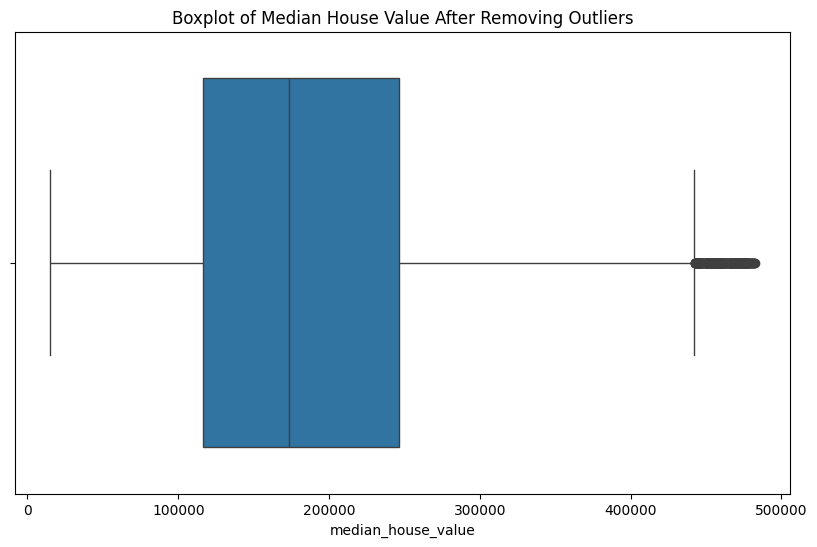 Boxplot of Median House Value After Removing Outliers
0 100000 200000 300000 400000 500000
median_house_value